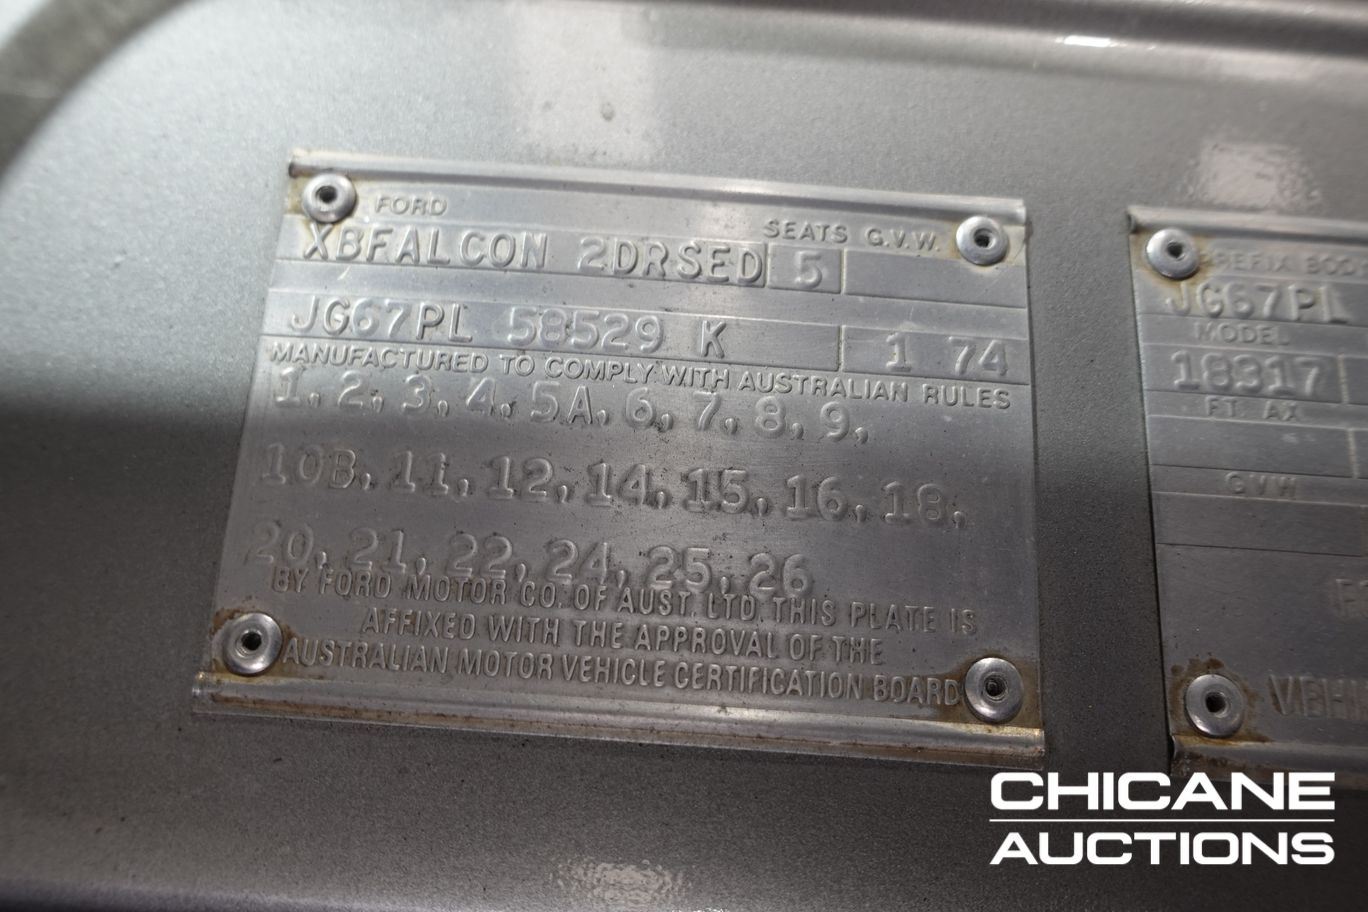 FORD
SEATS G.V.W.
XBFALCON 2DRSED 5
JG67PL 58529 K 1 74
MANUFACTURED TO COMPLY WITH AUSTRALIAN RULES
1, 2, 3, 4, 5A, 6, 7, 8, 9,
10B, 11, 12, 14, 15, 16, 18,
20, 21, 22, 24, 25, 26
BY FORD MOTOR CO. OF AUST. LTD. THIS PLATE IS
AFFIXED WITH THE APPROVAL OF THE
AUSTRALIAN MOTOR VEHICLE CERTIFICATION BOARD
JG67PL
MODEL
18317
FT. AX
GVW
CHICANE
AUCTIONS